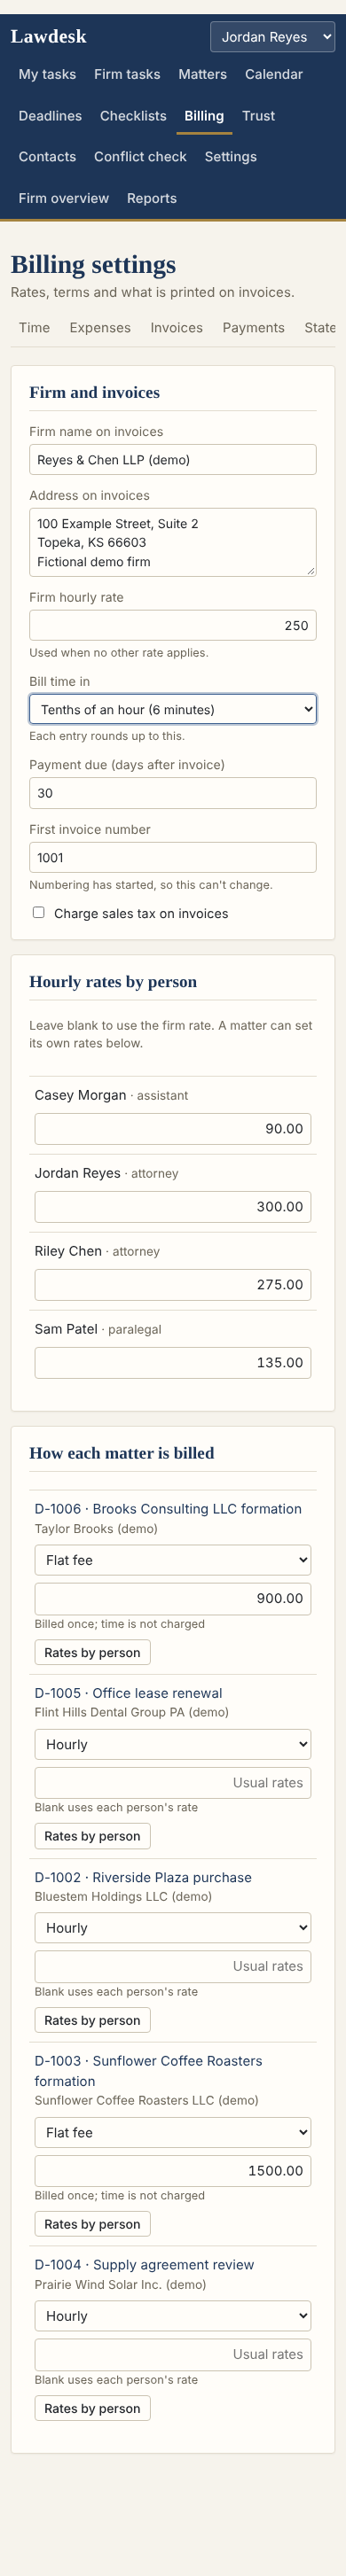 Lawdesk
Jordan Reyes
My tasks Firm tasks Matters Calendar
Deadlines Checklists Billing Trust
Contacts Conflict check Settings
Firm overview Reports
Billing settings
Rates, terms and what is printed on invoices.
Time Expenses Invoices Payments State
Firm and invoices
Firm name on invoices
Reyes & Chen LLP (demo)
Address on invoices
100 Example Street, Suite 2
Topeka, KS 66603
Fictional demo firm
Firm hourly rate
250
Used when no other rate applies.
Bill time in
Tenths of an hour (6 minutes)
Each entry rounds up to this.
Payment due (days after invoice)
30
First invoice number
1001
Numbering has started, so this can't change.
Charge sales tax on invoices
Hourly rates by person
Leave blank to use the firm rate. A matter can set
its own rates below.
Casey Morgan · assistant
90.00
Jordan Reyes · attorney
300.00
Riley Chen · attorney
275.00
Sam Patel · paralegal
135.00
How each matter is billed
D-1006 · Brooks Consulting LLC formation
Taylor Brooks (demo)
Flat fee
900.00
Billed once; time is not charged
Rates by person
D-1005 · Office lease renewal
Flint Hills Dental Group PA (demo)
Hourly
Usual rates
Blank uses each person's rate
Rates by person
D-1002 · Riverside Plaza purchase
Bluestem Holdings LLC (demo)
Hourly
Usual rates
Blank uses each person's rate
Rates by person
D-1003 · Sunflower Coffee Roasters
formation
Sunflower Coffee Roasters LLC (demo)
Flat fee
1500.00
Billed once; time is not charged
Rates by person
D-1004 · Supply agreement review
Prairie Wind Solar Inc. (demo)
Hourly
Usual rates
Blank uses each person's rate
Rates by person